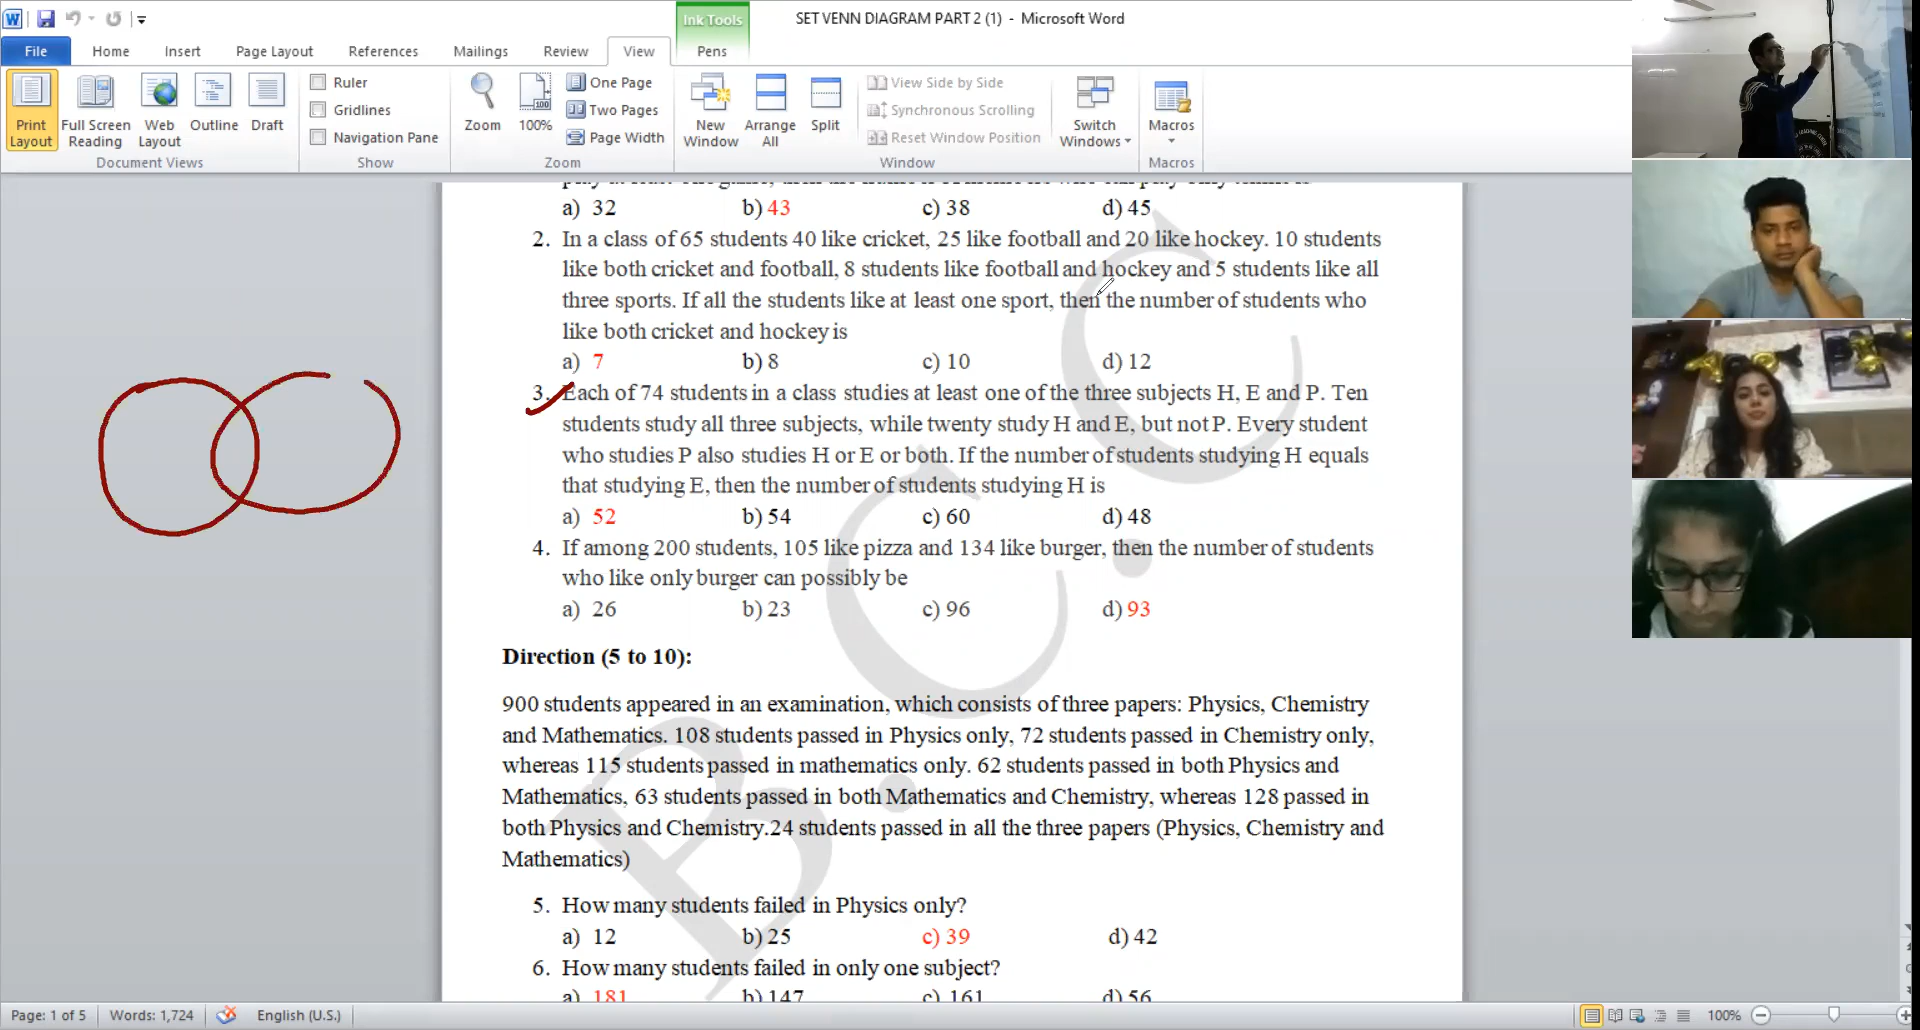 SET VENN DIAGRAM PART 2 (1) - Microsoft Word
Ink Tools
File Home Insert Page Layout References Mailings Review View Pens
Print Layout
Full Screen Reading
Web Layout
Outline
Draft
Document Views
Ruler
Gridlines
Navigation Pane
Show
Zoom
100%
One Page
Two Pages
Page Width
Zoom
New Window
Arrange All
Split
View Side by Side
Synchronous Scrolling
Reset Window Position
Window
Switch Windows
Macros
Macros
a) 32 b) 43 c) 38 d) 45
2. In a class of 65 students 40 like cricket, 25 like football and 20 like hockey. 10 students
like both cricket and football, 8 students like football and hockey and 5 students like all
three sports. If all the students like at least one sport, then the number of students who
like both cricket and hockey is
a) 7 b) 8 c) 10 d) 12
3. Each of 74 students in a class studies at least one of the three subjects H, E and P. Ten
students study all three subjects, while twenty study H and E, but not P. Every student
who studies P also studies H or E or both. If the number of students studying H equals
that studying E, then the number of students studying H is
a) 52 b) 54 c) 60 d) 48
4. If among 200 students, 105 like pizza and 134 like burger, then the number of students
who like only burger can possibly be
a) 26 b) 23 c) 96 d) 93
Direction (5 to 10):
900 students appeared in an examination, which consists of three papers: Physics, Chemistry
and Mathematics. 108 students passed in Physics only, 72 students passed in Chemistry only,
whereas 115 students passed in mathematics only. 62 students passed in both Physics and
Mathematics, 63 students passed in both Mathematics and Chemistry, whereas 128 passed in
both Physics and Chemistry.24 students passed in all the three papers (Physics, Chemistry and
Mathematics)
5. How many students failed in Physics only?
a) 12 b) 25 c) 39 d) 42
6. How many students failed in only one subject?
a) 181 b) 147 c) 161 d) 56
B.C.C
Page: 1 of 5 Words: 1,724 English (U.S.) 100%